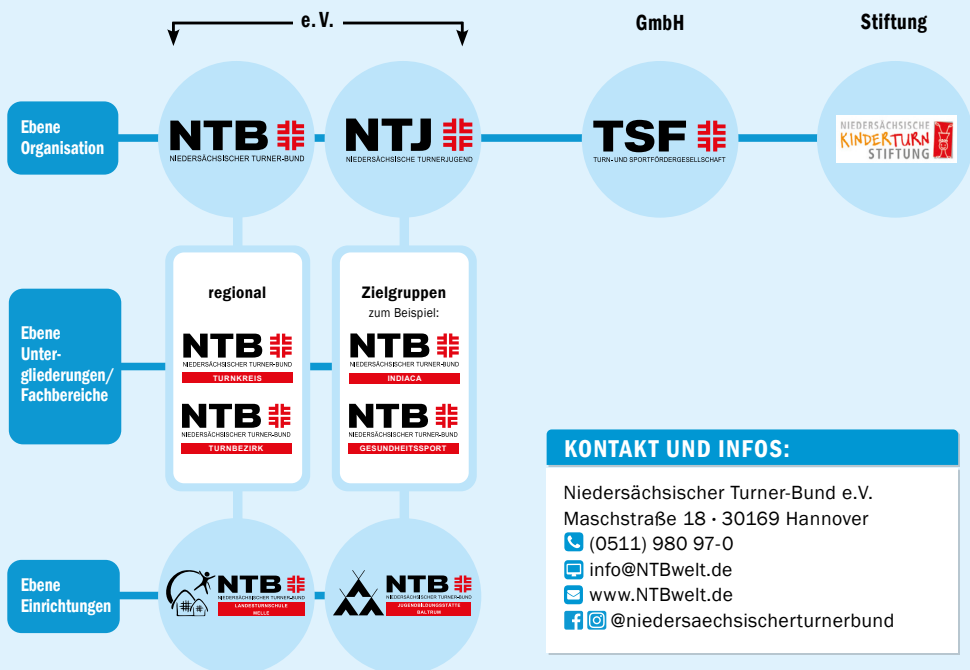 e. V.
GmbH
Stiftung
Ebene
Organisation
NTB
NIEDERSÄCHSISCHER TURNER-BUND
NTJ
NIEDERSÄCHSISCHE TURNERJUGEND
TSF
TURN- UND SPORTFÖRDERGESELLSCHAFT
NIEDERSÄCHSISCHE
KINDERTURN
STIFTUNG
Ebene
Unter-
gliederungen/
Fachbereiche
regional
NTB
NIEDERSÄCHSISCHER TURNER-BUND
TURNKREIS
NTB
NIEDERSÄCHSISCHER TURNER-BUND
TURNBEZIRK
Zielgruppen
zum Beispiel:
NTB
NIEDERSÄCHSISCHER TURNER-BUND
INDIACA
NTB
NIEDERSÄCHSISCHER TURNER-BUND
GESUNDHEITSSPORT
Ebene
Einrichtungen
NTB
NIEDERSÄCHSISCHER TURNER-BUND
LANDESTURNSCHULE
MELLE
NTB
NIEDERSÄCHSISCHER TURNER-BUND
JUGENDBILDUNGSSTÄTTE
BALTRUM
KONTAKT UND INFOS:
Niedersächsischer Turner-Bund e.V.
Maschstraße 18 · 30169 Hannover
(0511) 980 97-0
info@NTBwelt.de
www.NTBwelt.de
@niedersaechsischerturnerbund